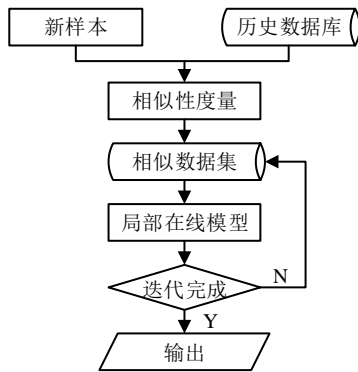 新样本
历史数据库
相似性度量
相似数据集
局部在线模型
迭代完成
N
Y
输出